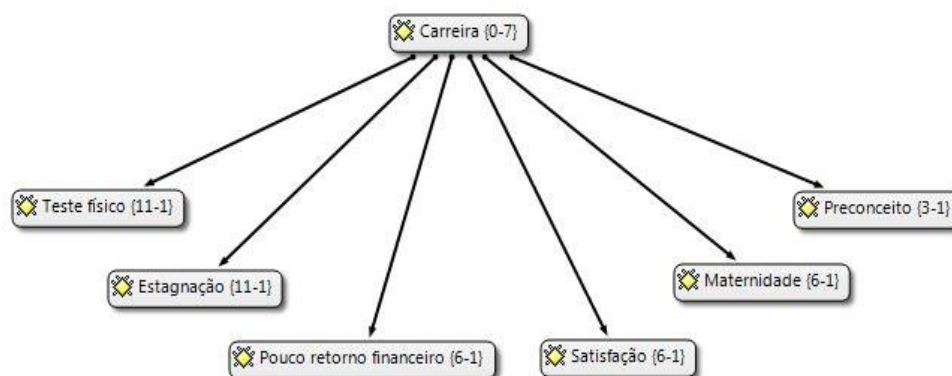 Carreira {0-7}
Teste físico {11-1}
Preconceito {3-1}
Estagnação {11-1}
Maternidade {6-1}
Pouco retorno financeiro {6-1}
Satisfação {6-1}